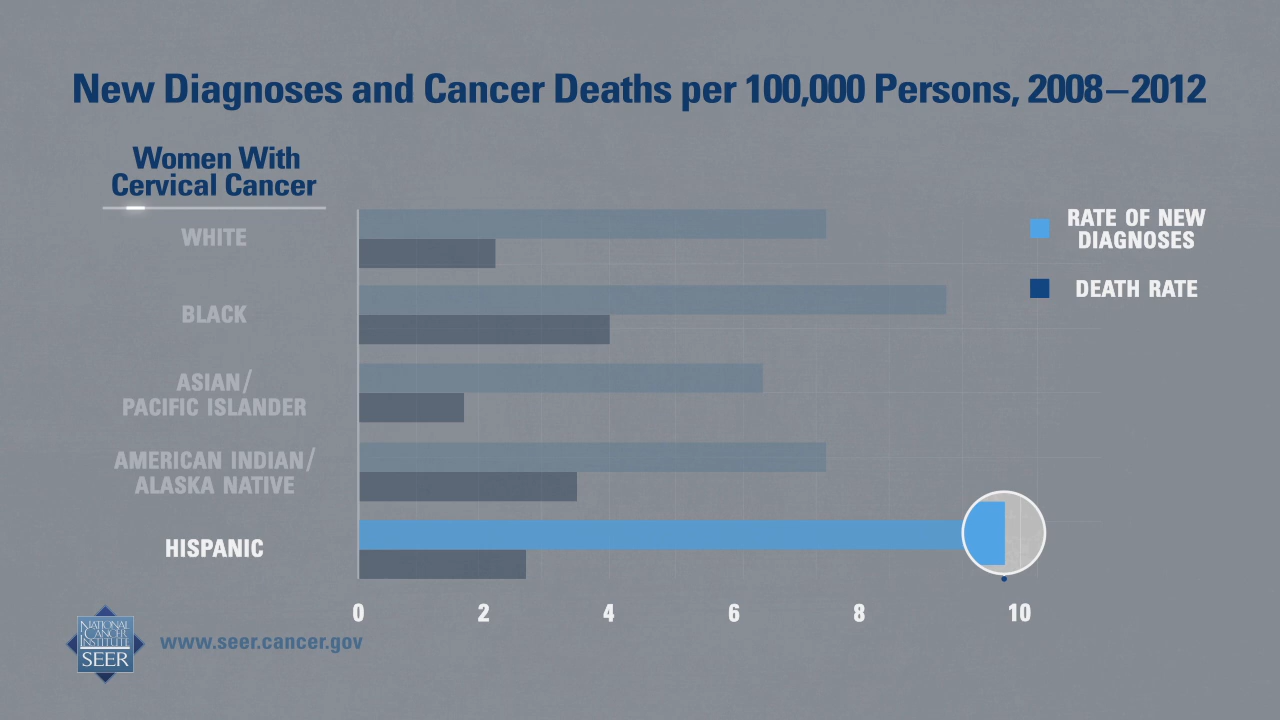 New Diagnoses and Cancer Deaths per 100,000 Persons, 2008–2012
Women With
Cervical Cancer
WHITE
BLACK
ASIAN/
PACIFIC ISLANDER
AMERICAN INDIAN/
ALASKA NATIVE
HISPANIC
RATE OF NEW
DIAGNOSES
DEATH RATE
0 2 4 6 8 10
NATIONAL
CANCER
INSTITUTE
SEER
www.seer.cancer.gov